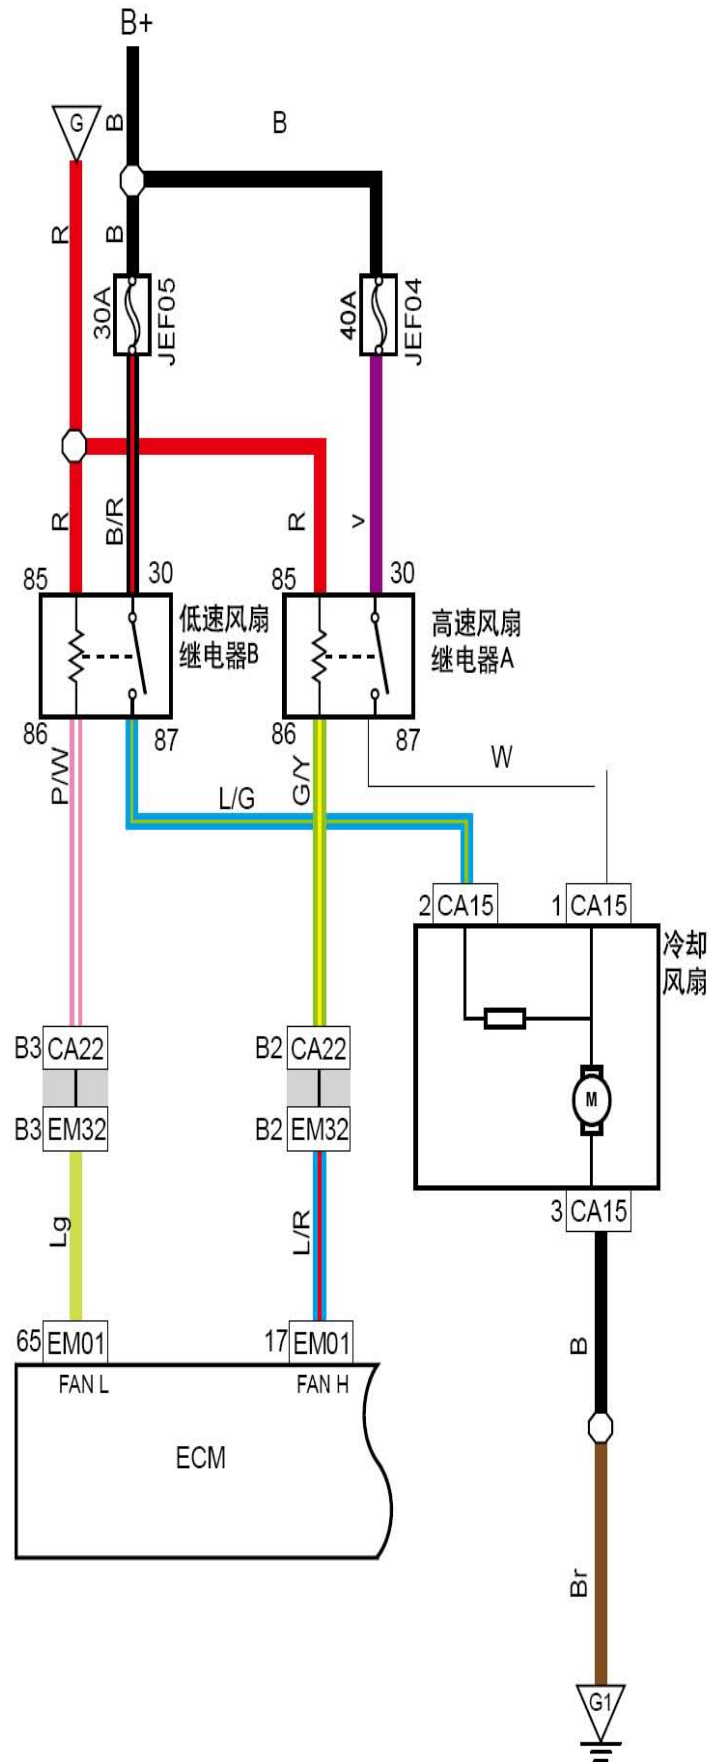 B+
G
B
B
R
B
30A
JEF05
40A
JEF04
R
B/R
R
V
85
30
85
30
低速风扇
继电器B
高速风扇
继电器A
86
87
86
87
P/W
L/G
G/Y
W
2 CA15
1 CA15
冷却
风扇
B3 CA22
B2 CA22
M
B3 EM32
B2 EM32
3 CA15
Lg
L/R
65 EM01
17 EM01
B
FAN L
FAN H
ECM
Br
G1